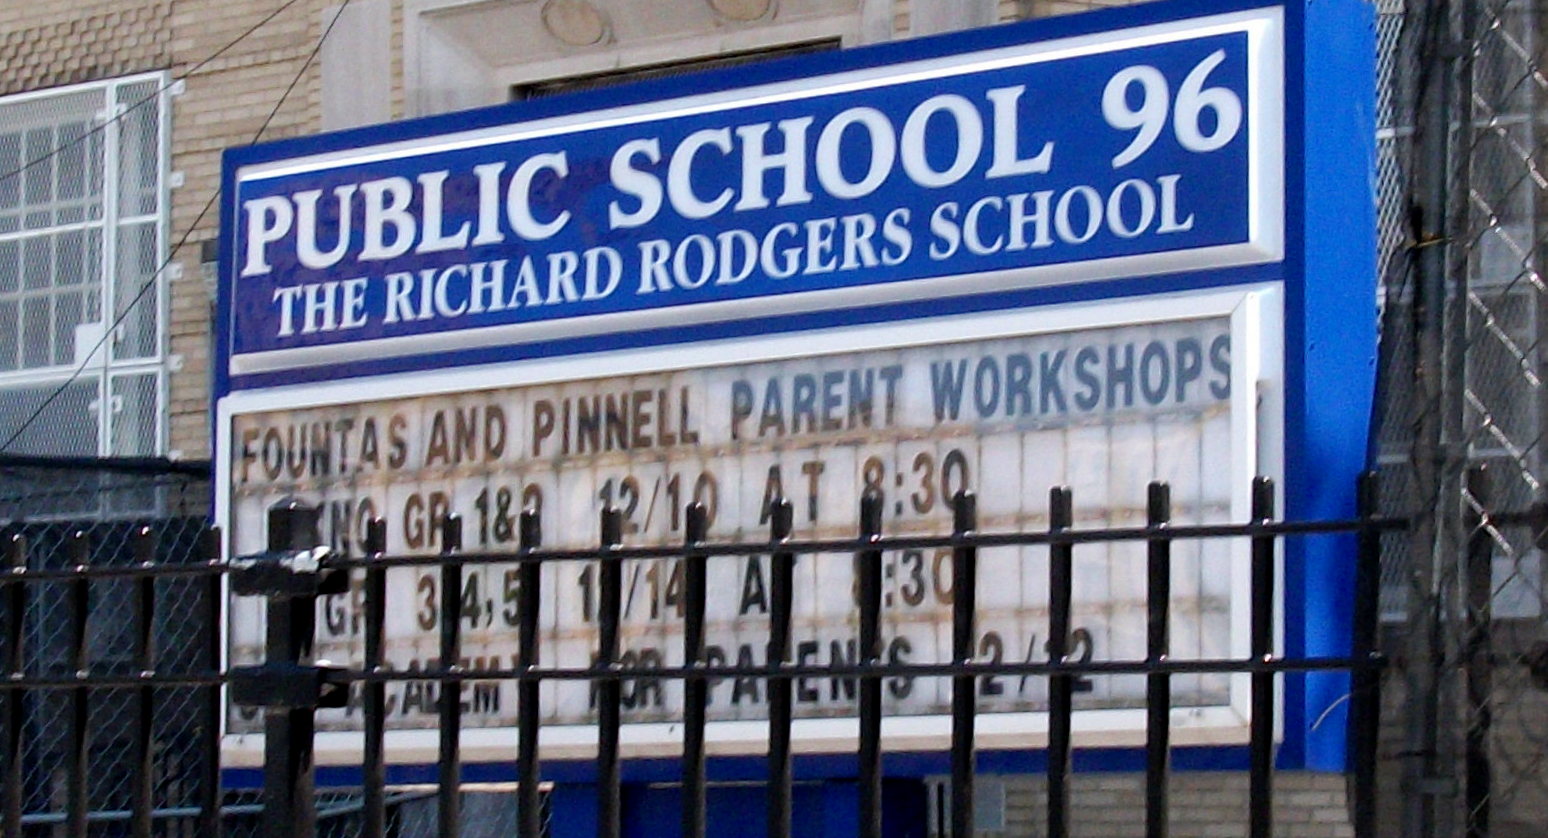 PUBLIC SCHOOL 96
THE RICHARD RODGERS SCHOOL
FOUNTAS AND PINNELL PARENT WORKSHOPS
GR 1&2 12/10 AT 8:30
GR 3,4,5 12/14 AT 8:30
ACADEMY FOR PARENTS 12/12